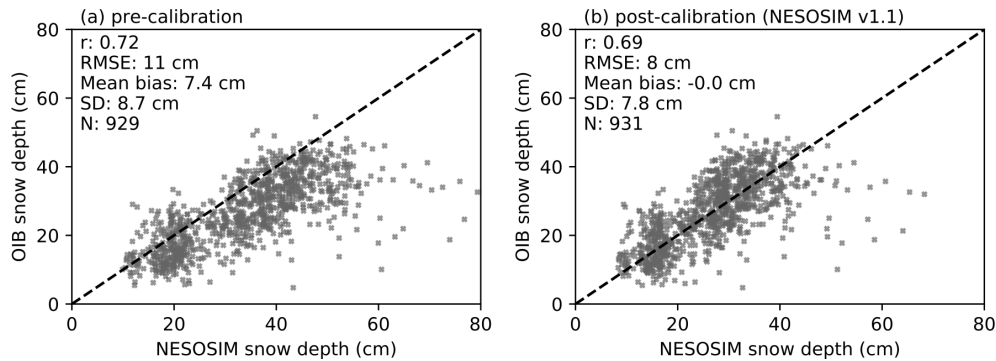 (a) pre-calibration
r: 0.72
RMSE: 11 cm
Mean bias: 7.4 cm
SD: 8.7 cm
N: 929
80
60
40
20
0
OIB snow depth (cm)
0 20 40 60 80
NESOSIM snow depth (cm)
(b) post-calibration (NESOSIM v1.1)
r: 0.69
RMSE: 8 cm
Mean bias: -0.0 cm
SD: 7.8 cm
N: 931
80
60
40
20
0
OIB snow depth (cm)
0 20 40 60 80
NESOSIM snow depth (cm)